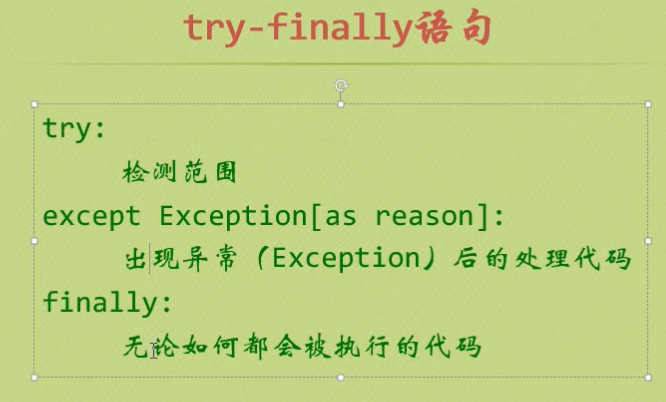 try-finally语句
try:
检测范围
except Exception[as reason]:
出现异常（Exception）后的处理代码
finally:
无论如何都会被执行的代码